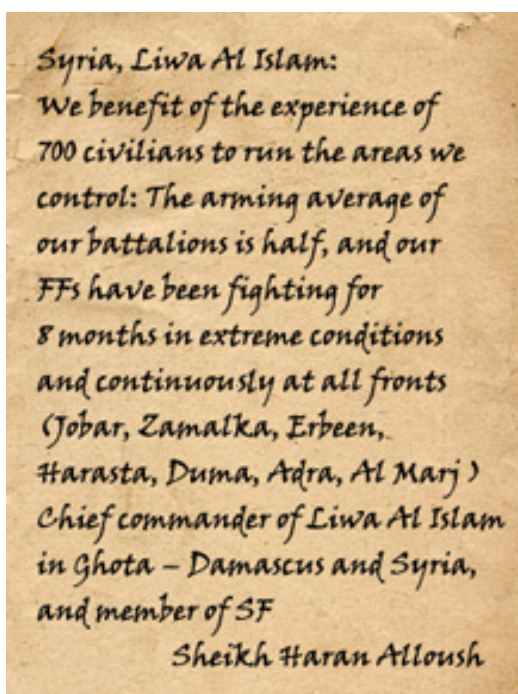 Syria, Liwa Al Islam:
We benefit of the experience of
700 civilians to run the areas we
control: The arming average of
our battalions is half, and our
FFs have been fighting for
8 months in extreme conditions
and continuously at all fronts
(Jobar, Zamalka, Erbeen,
Harasta, Duma, Adra, Al Marj )
Chief commander of Liwa Al Islam
in Ghota – Damascus and Syria,
and member of SF
Sheikh Haran Alloush